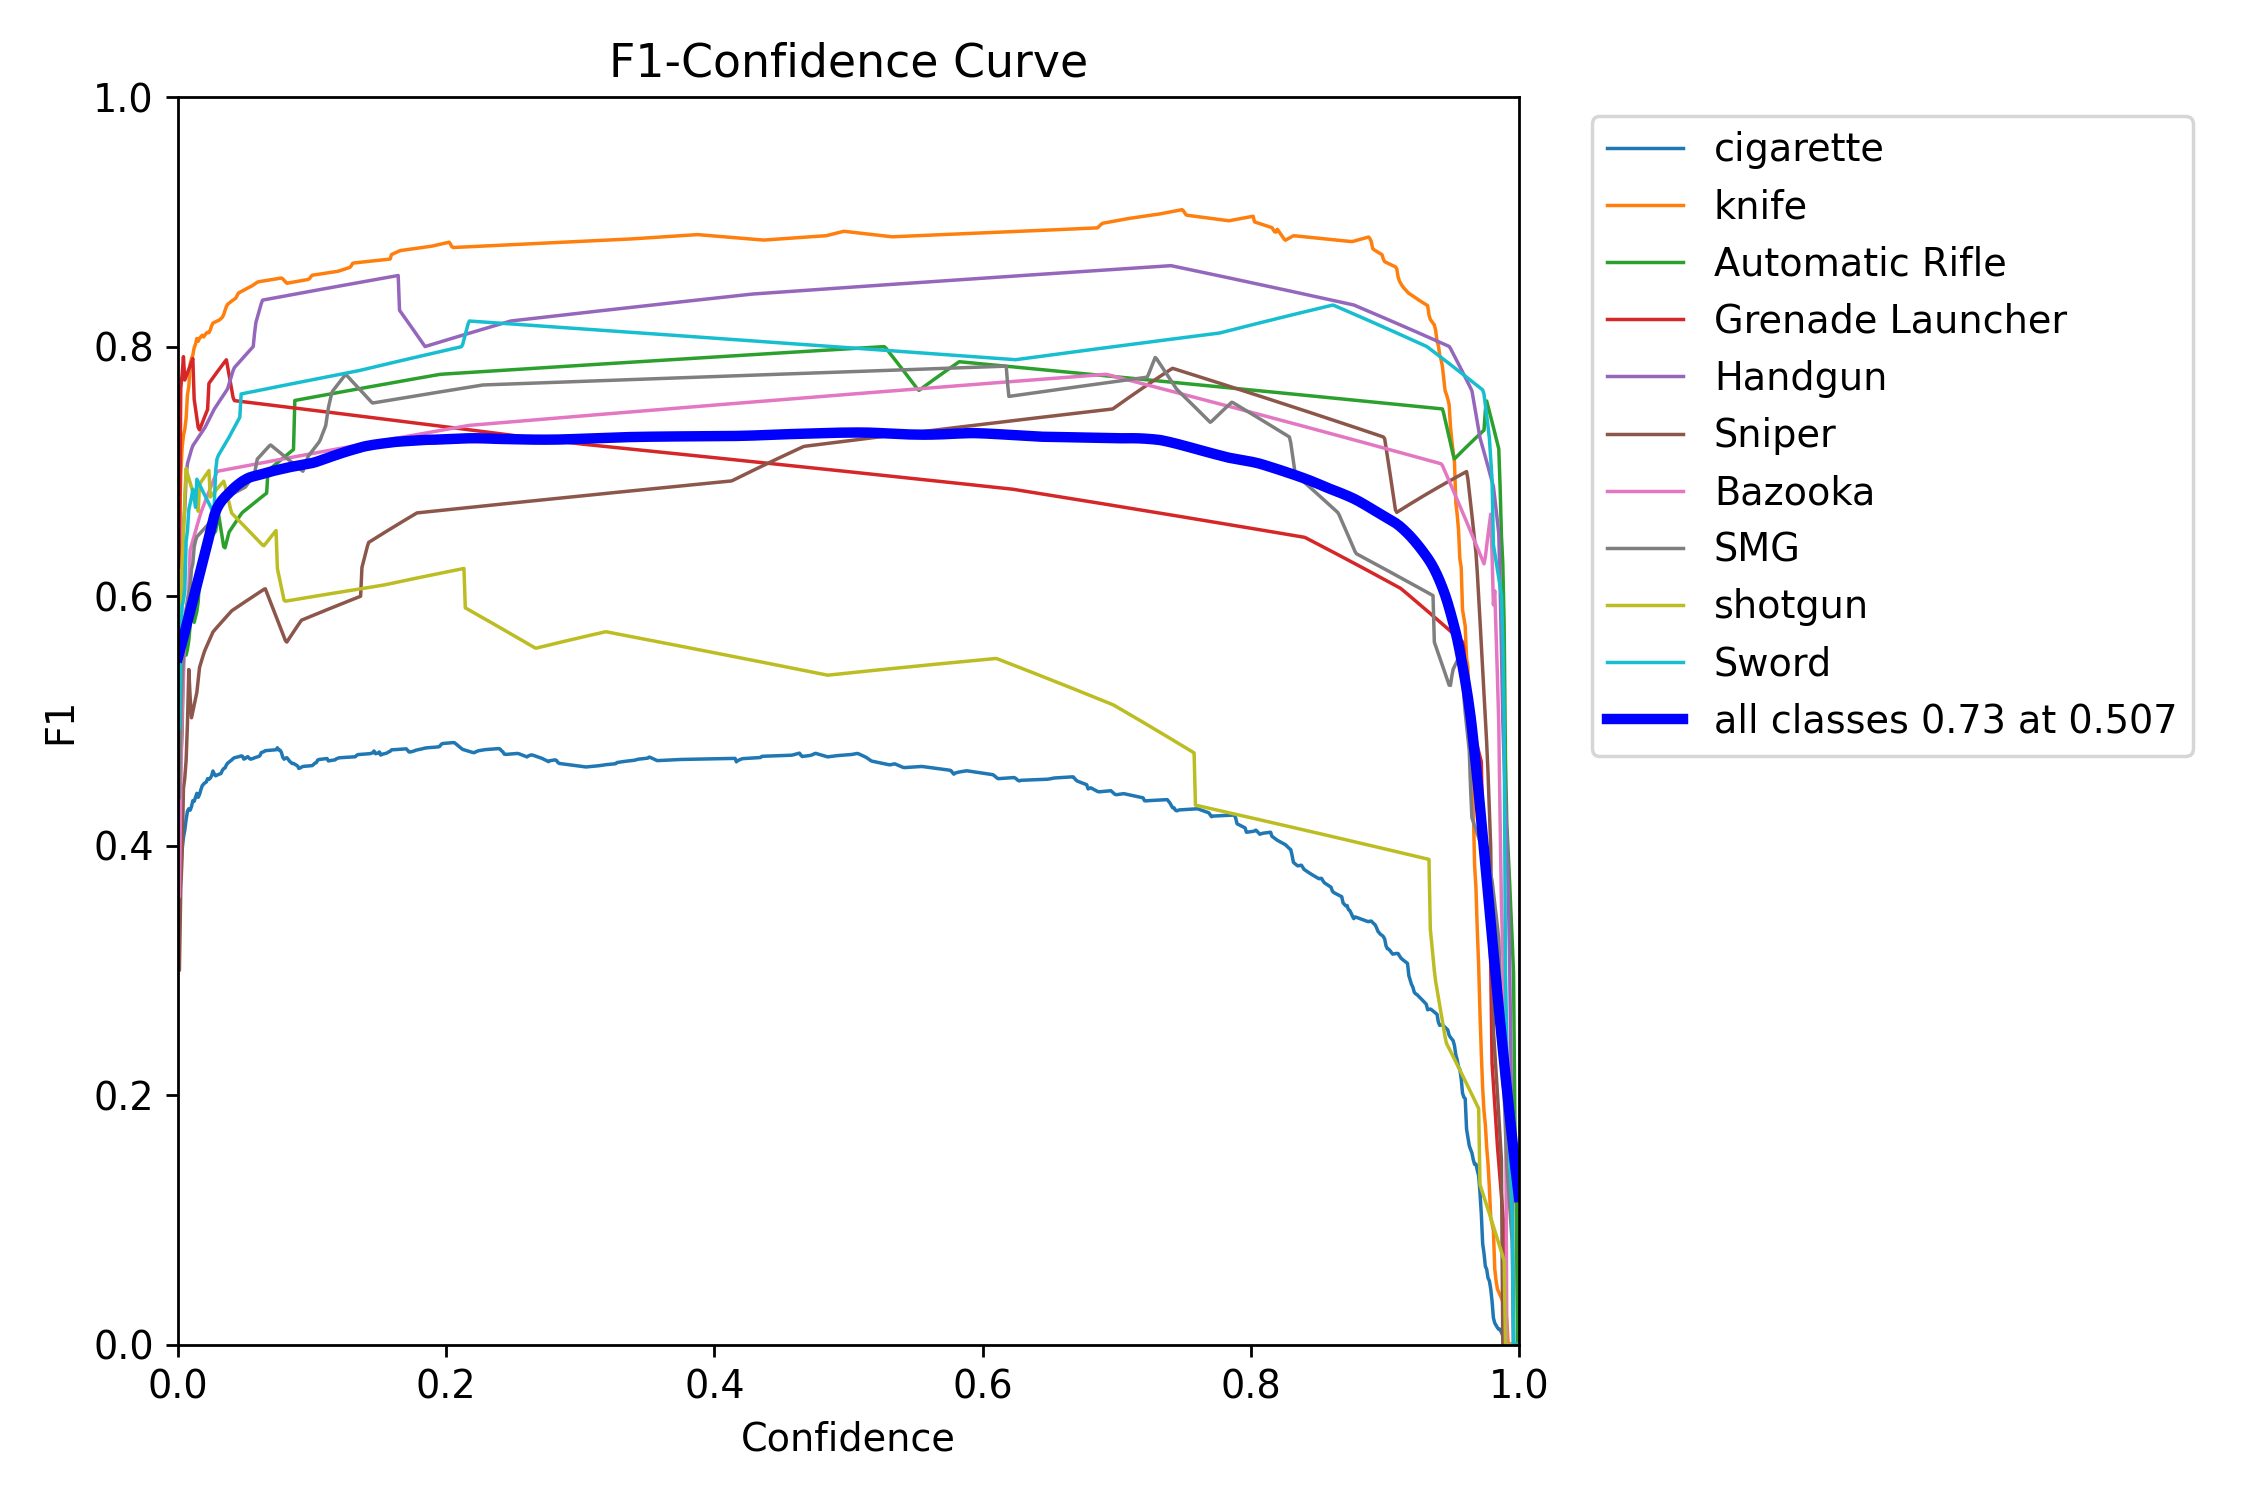 F1-Confidence Curve
1.0
0.8
0.6
0.4
0.2
0.0
F1
0.0 0.2 0.4 0.6 0.8 1.0
Confidence
cigarette
knife
Automatic Rifle
Grenade Launcher
Handgun
Sniper
Bazooka
SMG
shotgun
Sword
all classes 0.73 at 0.507